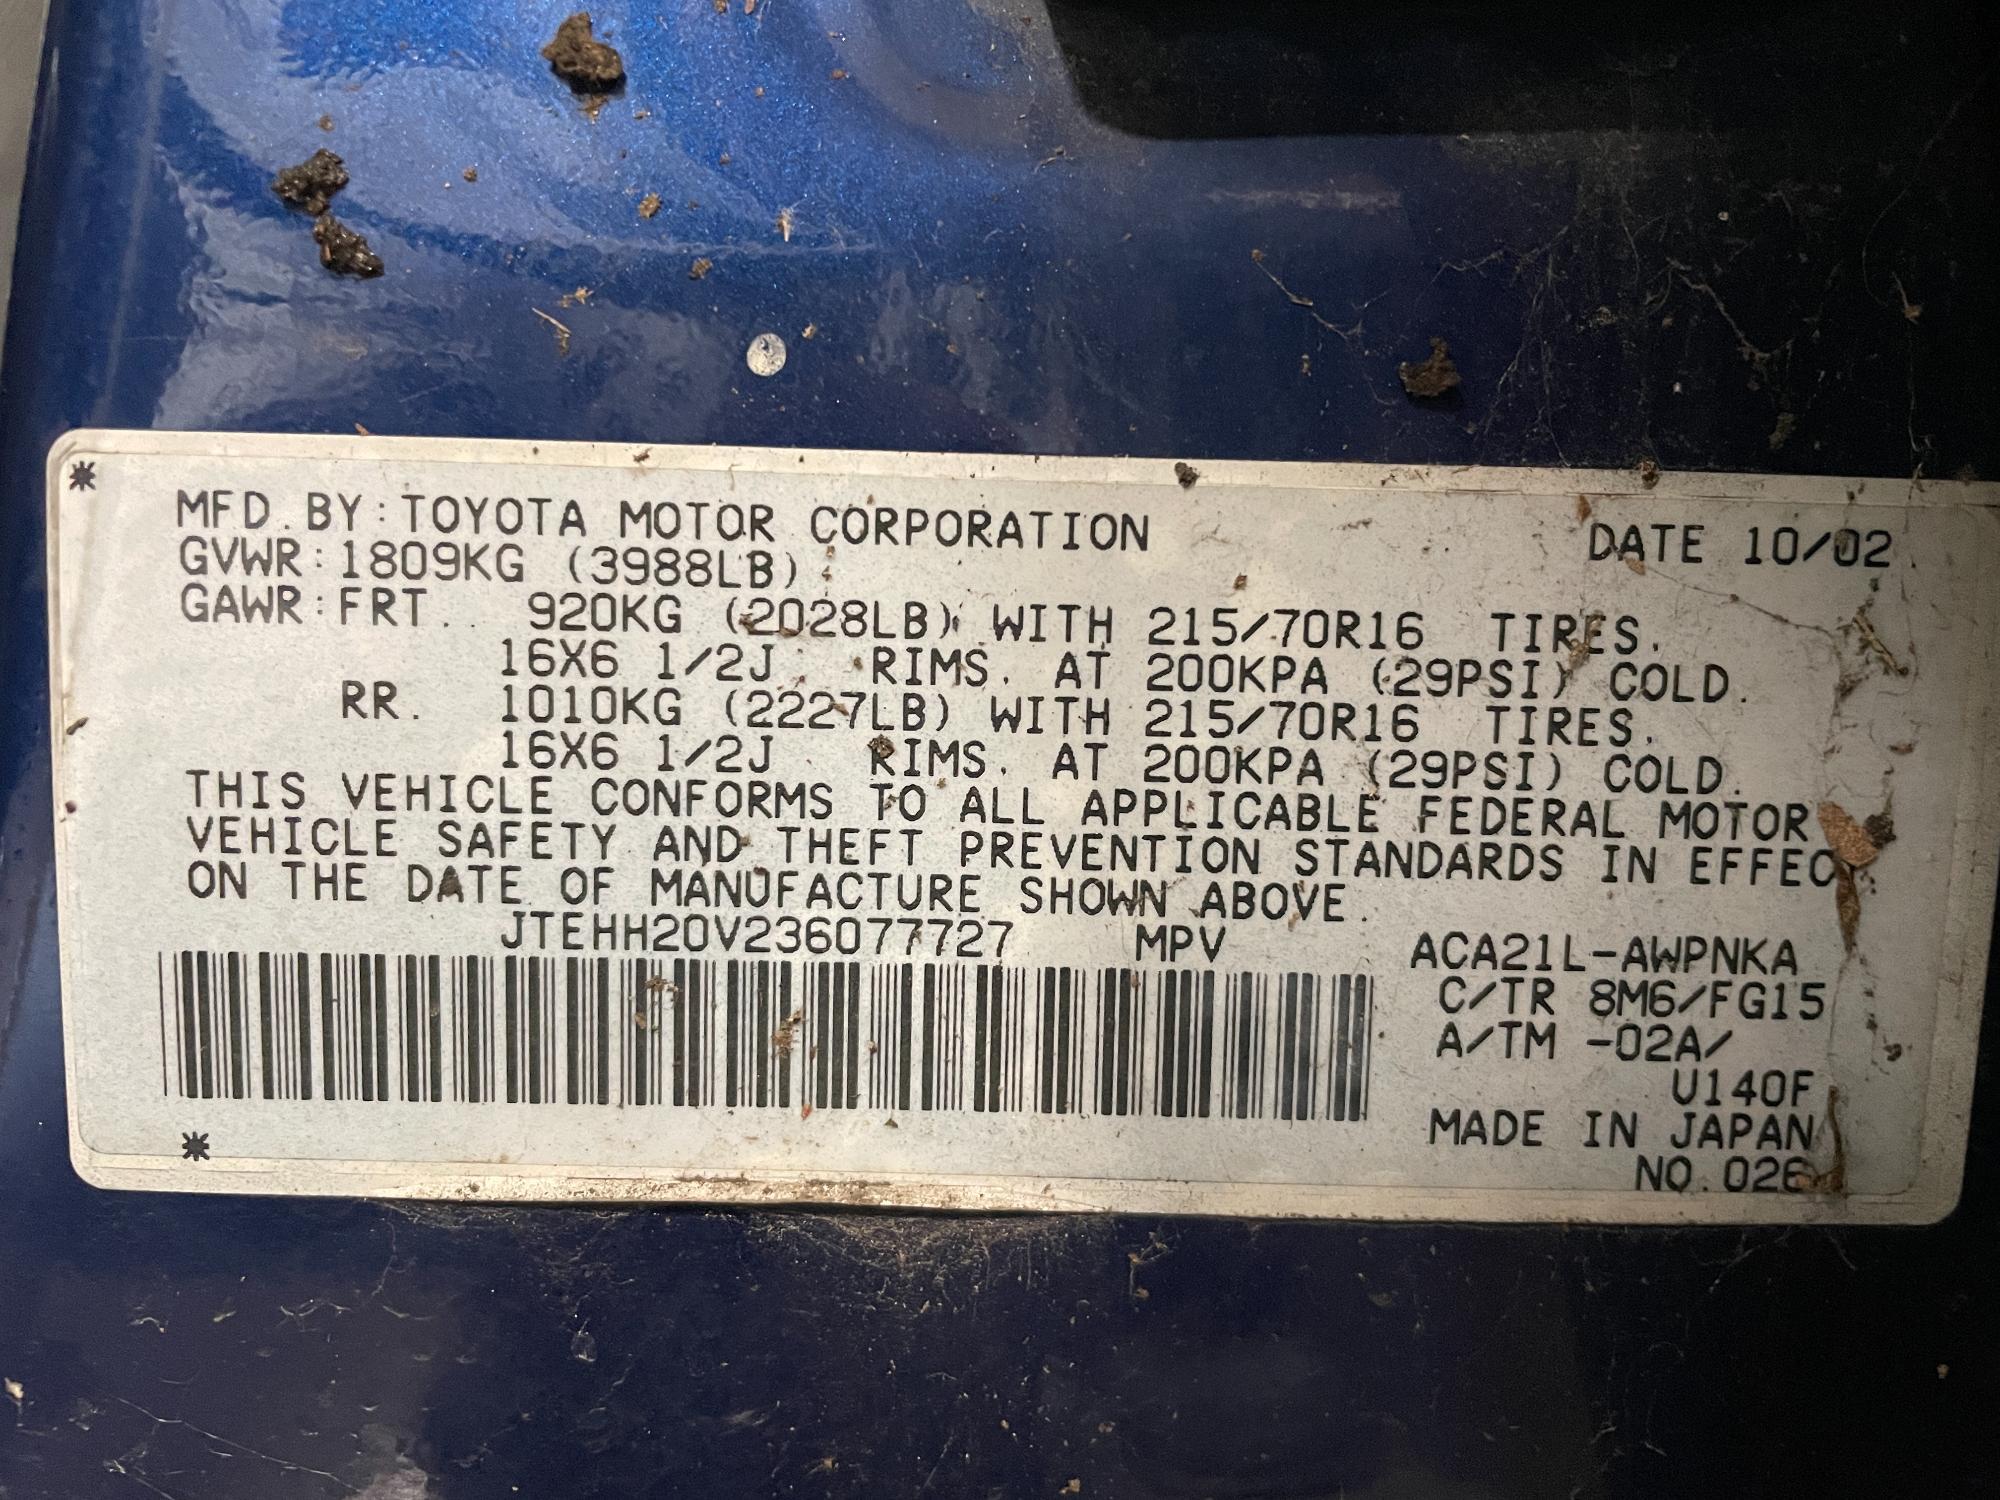 MFD. BY: TOYOTA MOTOR CORPORATION DATE 10/02
GVWR: 1809KG (3988LB)
GAWR: FRT. 920KG (2028LB) WITH 215/70R16 TIRES.
16X6 1/2J RIMS. AT 200KPA (29PSI) COLD.
RR. 1010KG (2227LB) WITH 215/70R16 TIRES.
16X6 1/2J RIMS. AT 200KPA (29PSI) COLD.
THIS VEHICLE CONFORMS TO ALL APPLICABLE FEDERAL MOTOR
VEHICLE SAFETY AND THEFT PREVENTION STANDARDS IN EFFEC
ON THE DATE OF MANUFACTURE SHOWN ABOVE.
JTEHH20V236077727 MPV ACA21L-AWPNKA
C/TR 8M6/FG15
A/TM -02A/
U140F
MADE IN JAPAN
NO. 026